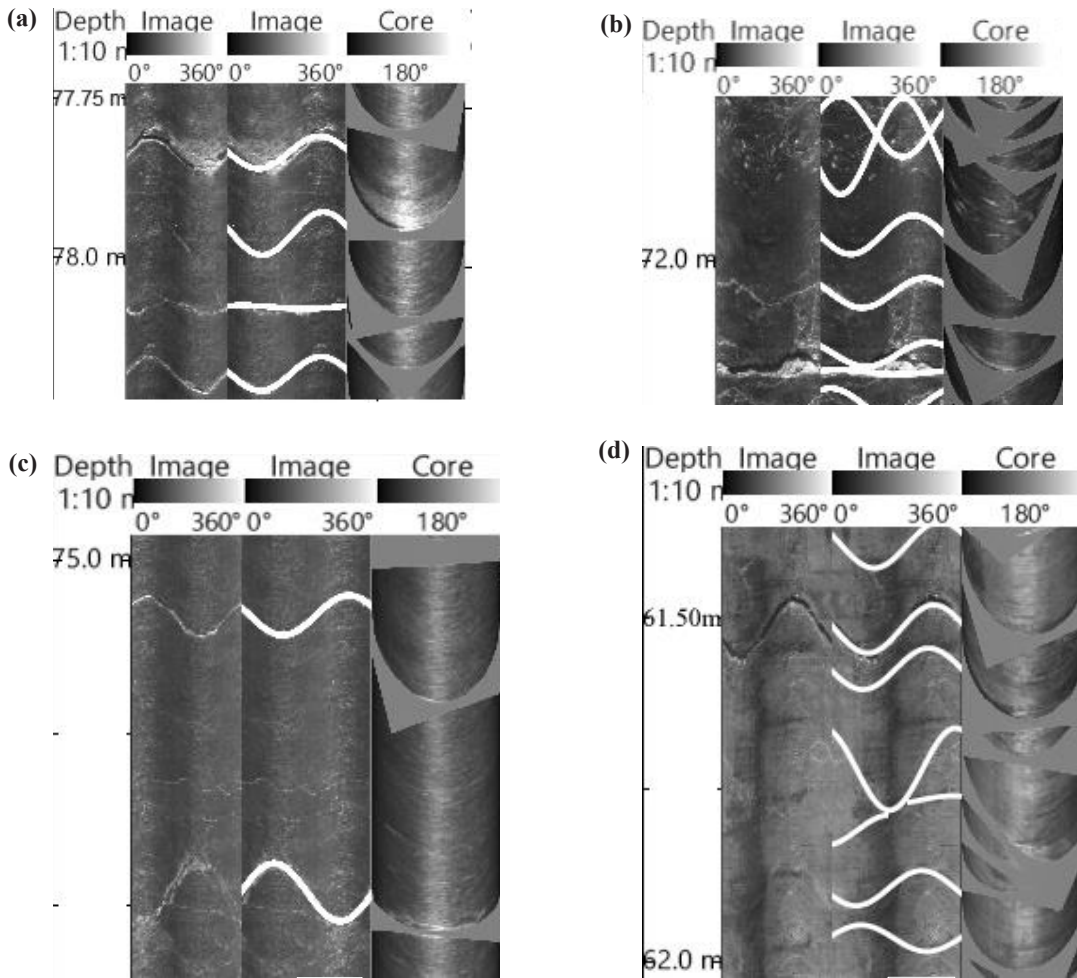 (a)
Depth Image Image Core
1:10 m
0° 360° 0° 360° 180°
77.75 m
78.0 m
(b)
Depth Image Image Core
1:10 m
0° 360° 0° 360° 180°
72.0 m
(c)
Depth Image Image Core
1:10 m
0° 360° 0° 360° 180°
75.0 m
(d)
Depth Image Image Core
1:10 m
0° 360° 0° 360° 180°
61.50m
62.0 m